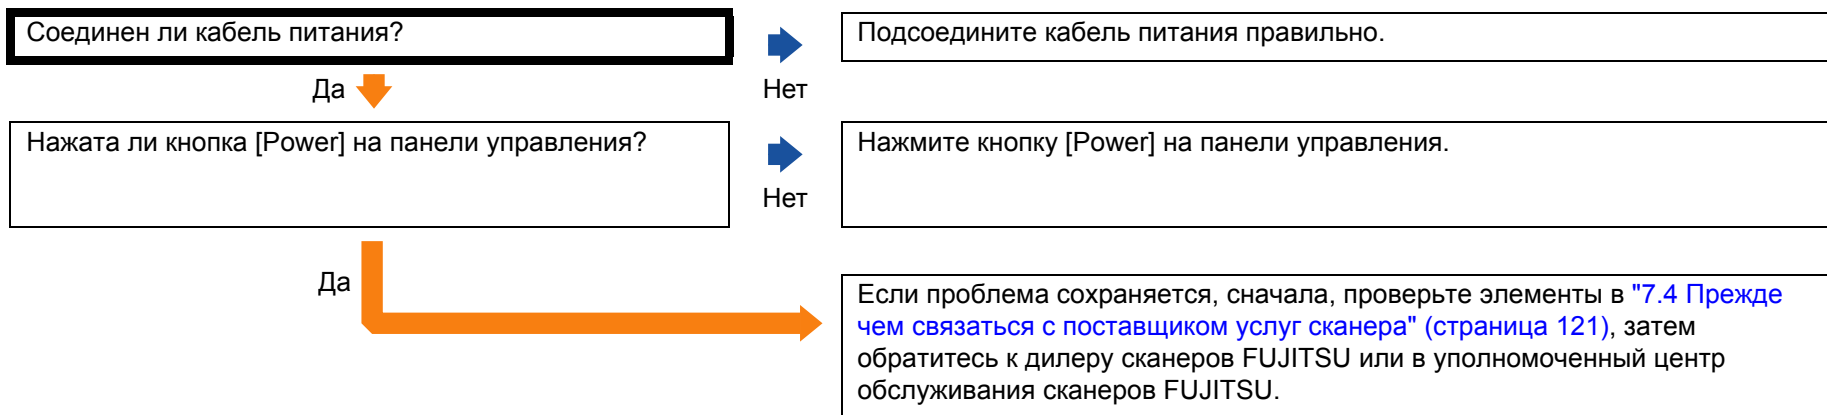 Соединен ли кабель питания?
Подсоедините кабель питания правильно.
Да
Нет
Нажата ли кнопка [Power] на панели управления?
Нажмите кнопку [Power] на панели управления.
Нет
Да
Если проблема сохраняется, сначала, проверьте элементы в "7.4 Прежде
чем связаться с поставщиком услуг сканера" (страница 121), затем
обратитесь к дилеру сканеров FUJITSU или в уполномоченный центр
обслуживания сканеров FUJITSU.